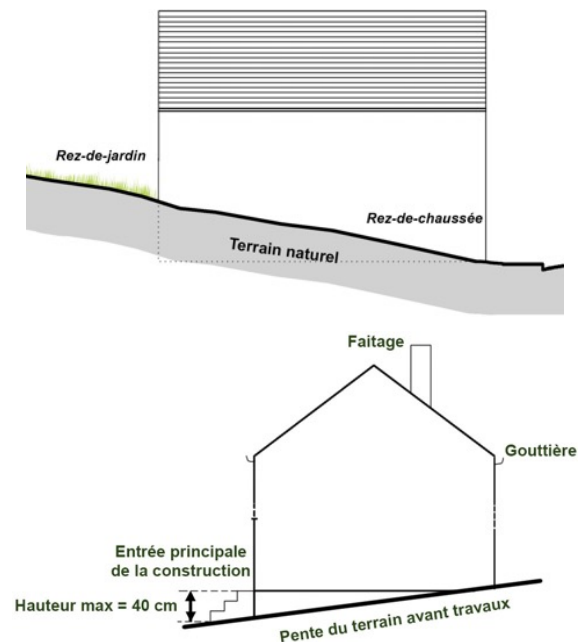 Rez-de-jardin
Rez-de-chaussée
Terrain naturel
Faitage
Gouttière
Entrée principale
de la construction
Hauteur max = 40 cm
Pente du terrain avant travaux